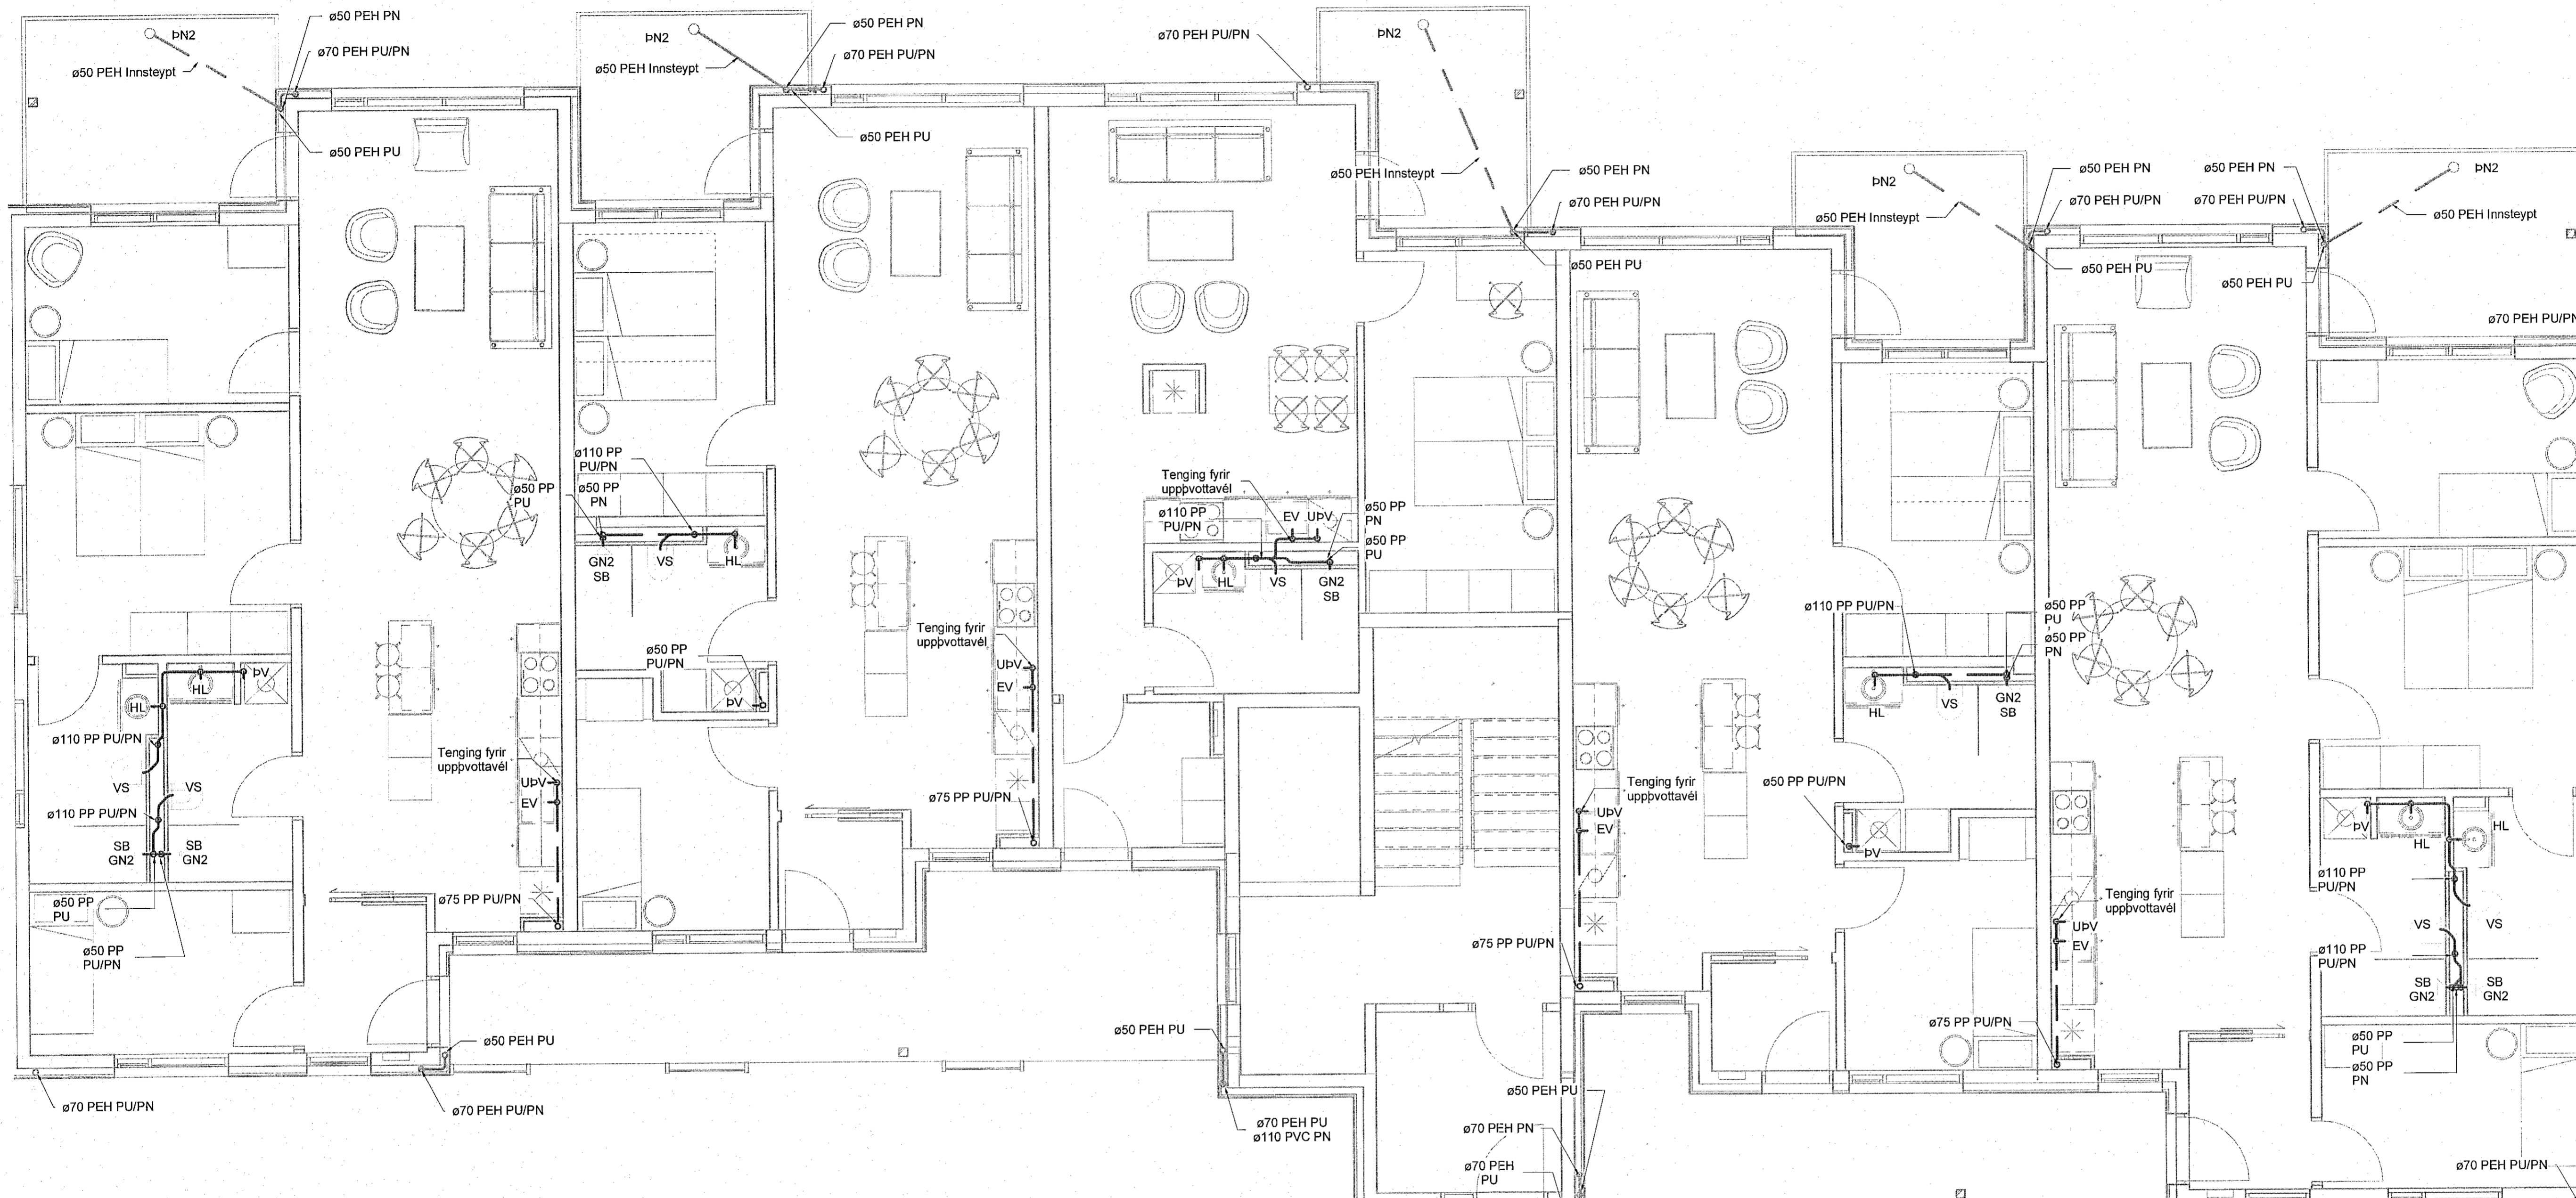 ø50 PEH PN
ÞN2
ø70 PEH PU/PN
ø50 PEH Innsteypt
ø50 PEH PU
ø50 PEH PN
ÞN2
ø70 PEH PU/PN
ø50 PEH Innsteypt
ø50 PEH PU
ø70 PEH PU/PN
ÞN2
ø50 PEH Innsteypt
ø50 PEH PN
ø70 PEH PU/PN
ø50 PEH PU
ÞN2
ø50 PEH Innsteypt
ø50 PEH PN
ø70 PEH PU/PN
ø50 PEH PU
ø50 PEH PN
ø70 PEH PU/PN
ø50 PEH PU
ÞN2
ø50 PEH Innsteypt
ø70 PEH PU/PN
ø110 PP
PU/PN
ø50 PP
PU
ø50 PP
PN
GN2
SB
VS
HL
ø50 PP
PU/PN
ÞV
Tenging fyrir
uppþvottavél
ø110 PP
PU/PN
EV
UÞV
ø50 PP
PN
ø50 PP
PU
ÞV
HL
VS
GN2
SB
Tenging fyrir
uppþvottavél
UÞV
EV
ø75 PP PU/PN
ø110 PP PU/PN
ø50 PP
PU
ø50 PP
PN
HL
VS
GN2
SB
HL
ÞV
HL
ø110 PP PU/PN
VS
VS
ø110 PP PU/PN
SB
GN2
SB
GN2
ø50 PP
PU
ø50 PP
PU/PN
Tenging fyrir
uppþvottavél
UÞV
EV
ø75 PP PU/PN
Tenging fyrir
uppþvottavél
UÞV
EV
ø75 PP PU/PN
ø50 PP PU/PN
ÞV
ÞV
HL
HL
ø110 PP
PU/PN
VS
VS
ø110 PP
PU/PN
SB
GN2
SB
GN2
Tenging fyrir
uppþvottavél
UÞV
EV
ø75 PP PU/PN
ø50 PP
PU
ø50 PP
PN
ø50 PEH PU
ø70 PEH PU/PN
ø70 PEH PU/PN
ø50 PEH PU
ø70 PEH PU
ø110 PVC PN
ø50 PEH PU
ø70 PEH PN
ø70 PEH
PU
ø70 PEH PU/PN